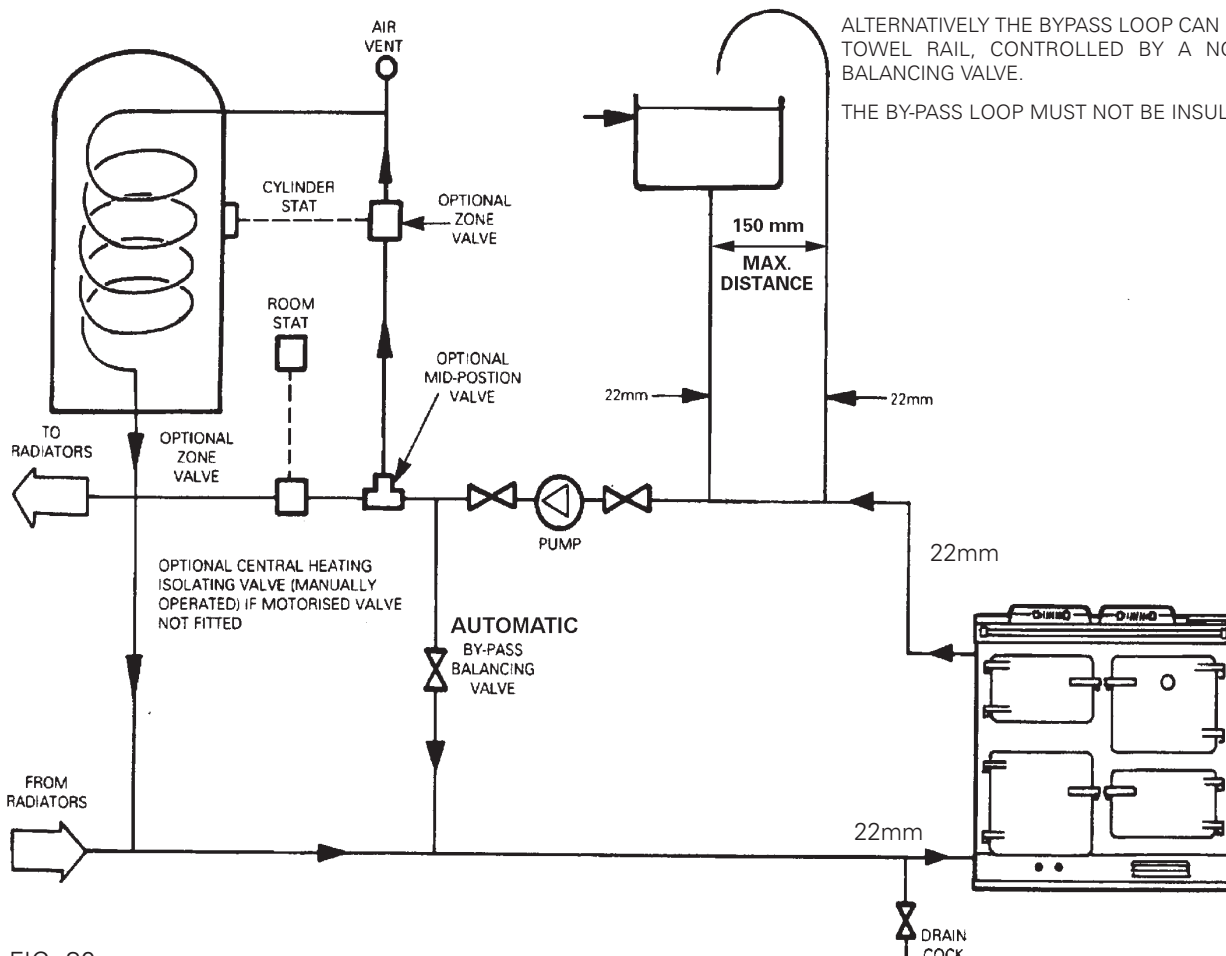 AIR
VENT
ALTERNATIVELY THE BYPASS LOOP CAN
TOWEL RAIL, CONTROLLED BY A
BALANCING VALVE.
THE BY-PASS LOOP MUST NOT BE
CYLINDER
STAT
OPTIONAL
ZONE
VALVE
150 mm
MAX.
DISTANCE
ROOM
STAT
OPTIONAL
MID-POSTION
VALVE
22mm
22mm
TO
RADIATORS
OPTIONAL
ZONE
VALVE
PUMP
22mm
OPTIONAL CENTRAL HEATING
ISOLATING VALVE (MANUALLY
OPERATED) IF MOTORISED VALVE
NOT FITTED
AUTOMATIC
BY-PASS
BALANCING
VALVE
FROM
RADIATORS
22mm
DRAIN
COCK